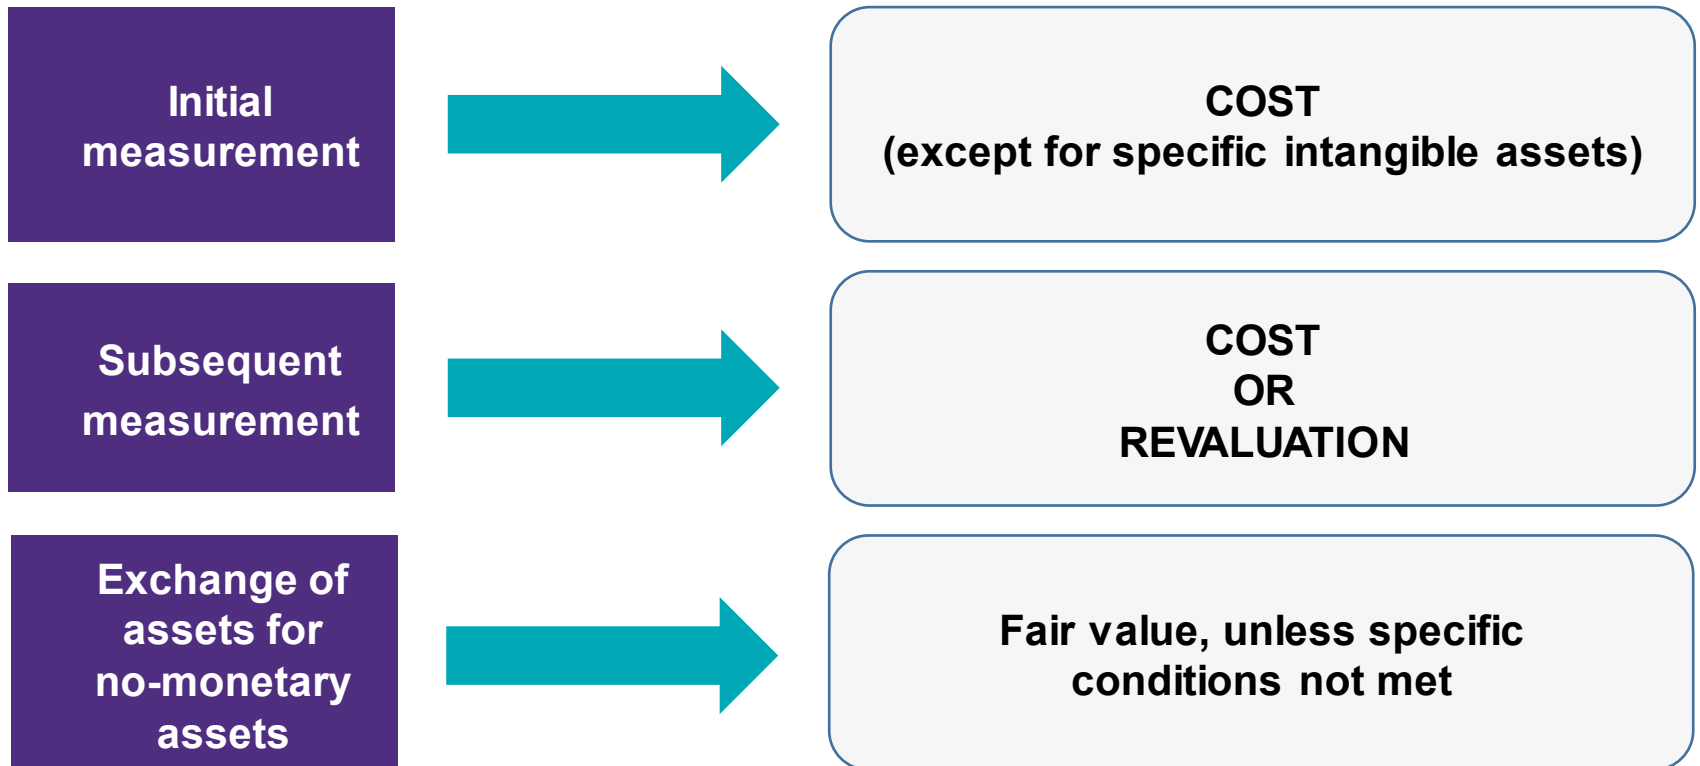 Initial
measurement
COST
(except for specific intangible assets)
Subsequent
measurement
COST
OR
REVALUATION
Exchange of
assets for
no-monetary
assets
Fair value, unless specific
conditions not met